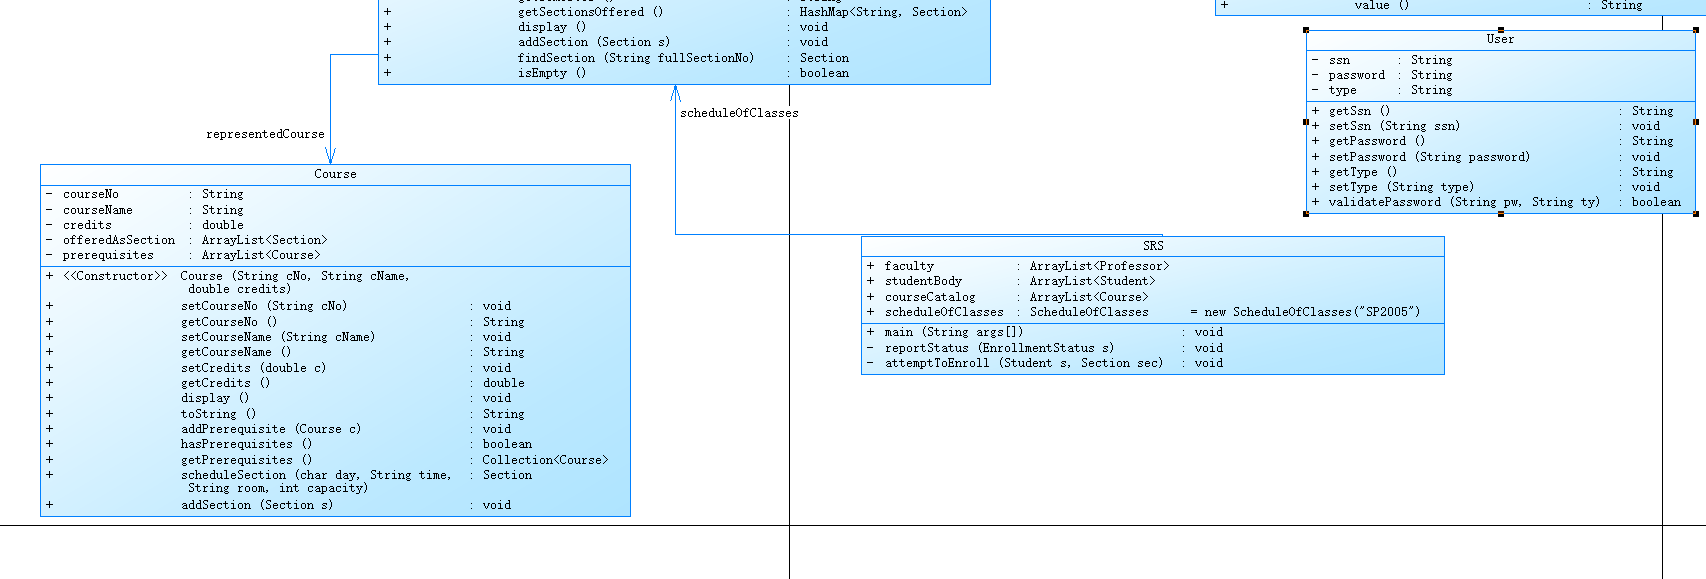 + getSectionsOffered () : HashMap<String, Section>
+ display () : void
+ addSection (Section s) : void
+ findSection (String fullSectionNo) : Section
+ isEmpty () : boolean
+ value () : String
scheduleOfClasses
representedCourse
User
- ssn : String
- password : String
- type : String
+ getSsn () : String
+ setSsn (String ssn) : void
+ getPassword () : String
+ setPassword (String password) : void
+ getType () : String
+ setType (String type) : void
+ validatePassword (String pw, String ty) : boolean
Course
- courseNo : String
- courseName : String
- credits : double
- offeredAsSection : ArrayList<Section>
- prerequisites : ArrayList<Course>
+ <<Constructor>> Course (String cNo, String cName,
double credits)
+ setCourseNo (String cNo) : void
+ getCourseNo () : String
+ setCourseName (String cName) : void
+ getCourseName () : String
+ setCredits (double c) : void
+ getCredits () : double
+ display () : void
+ toString () : String
+ addPrerequisite (Course c) : void
+ hasPrerequisites () : boolean
+ getPrerequisites () : Collection<Course>
+ scheduleSection (char day, String time, : Section
String room, int capacity)
+ addSection (Section s) : void
SRS
+ faculty : ArrayList<Professor>
+ studentBody : ArrayList<Student>
+ courseCatalog : ArrayList<Course>
+ scheduleOfClasses : ScheduleOfClasses = new ScheduleOfClasses("SP2005")
+ main (String args[]) : void
- reportStatus (EnrollmentStatus s) : void
- attemptToEnroll (Student s, Section sec) : void